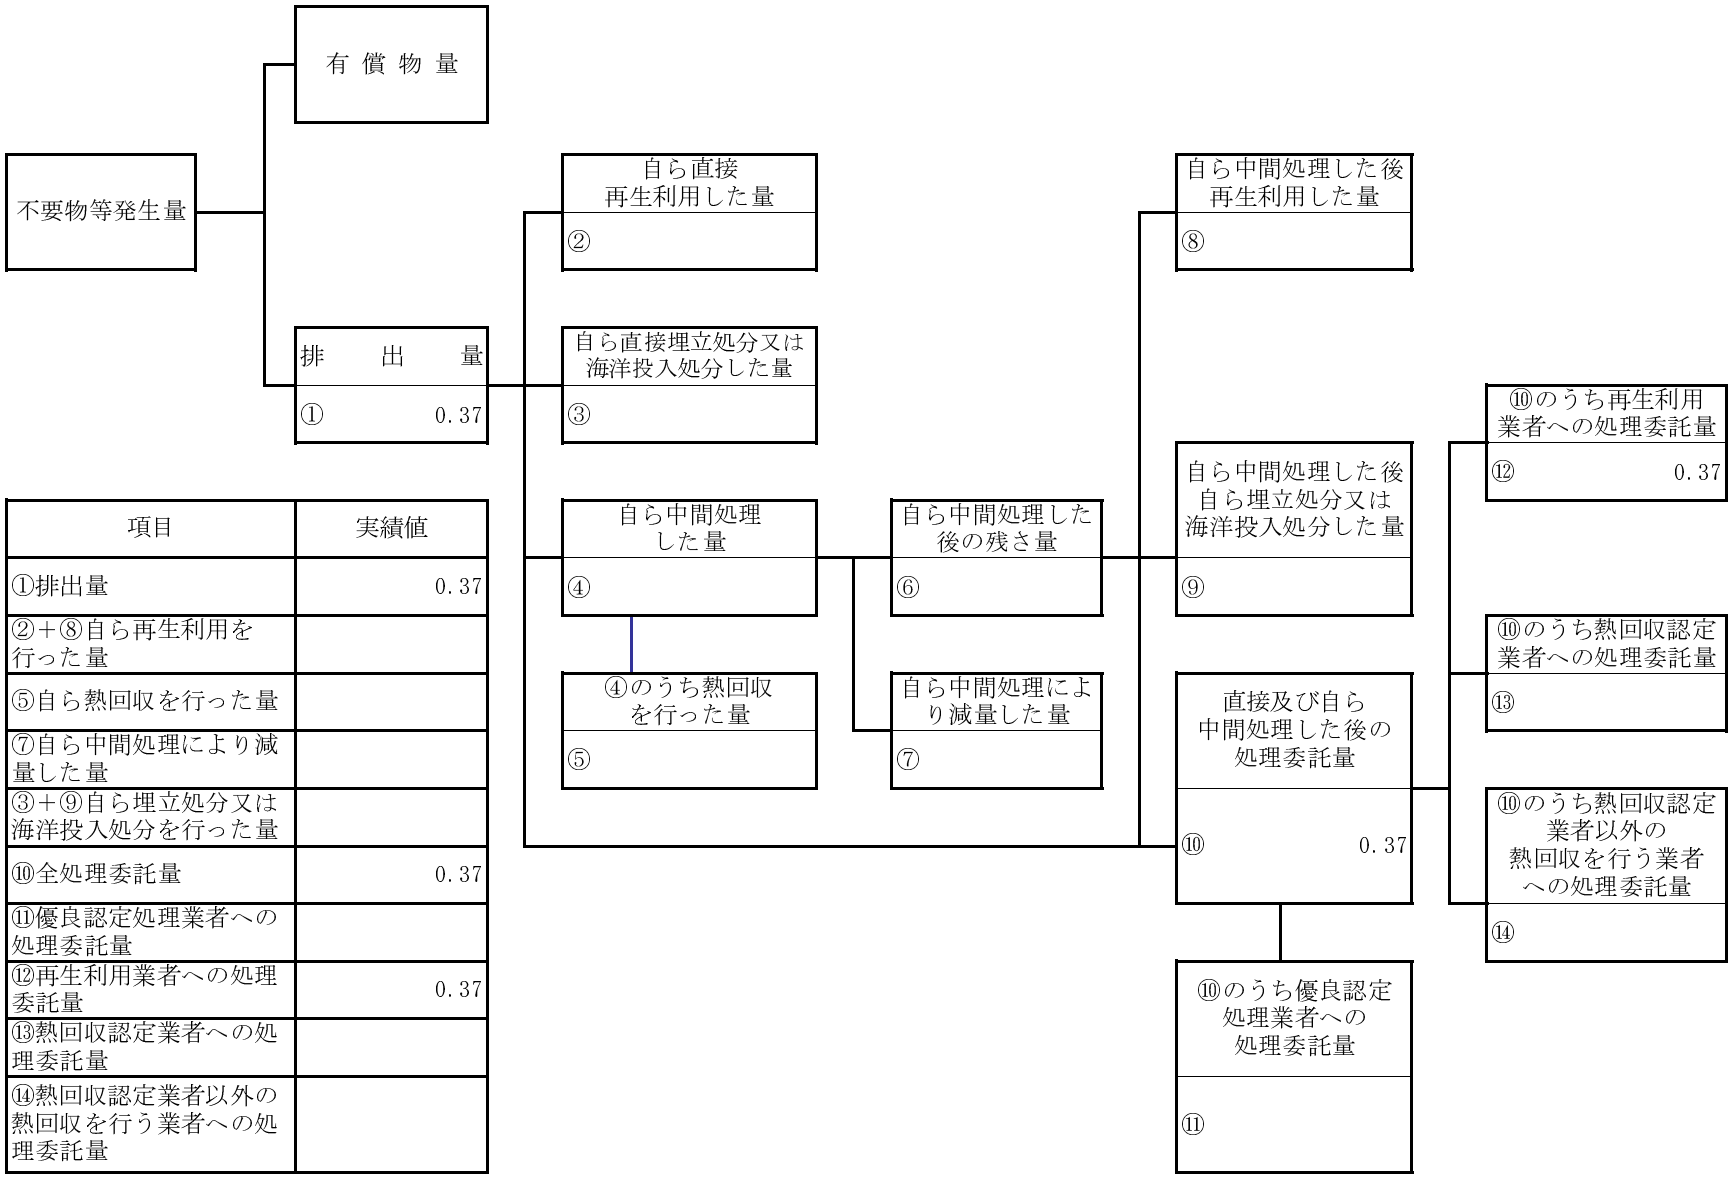 有償物量
不要物等発生量
排出量
① 0.37
自ら直接
再生利用した量
②
自ら直接埋立処分又は
海洋投入処分した量
③
自ら中間処理
した量
④
④のうち熱回収
を行った量
⑤
自ら中間処理した
後の残さ量
⑥
自ら中間処理によ
り減量した量
⑦
自ら中間処理した後
再生利用した量
⑧
自ら中間処理した後
自ら埋立処分又は
海洋投入処分した量
⑨
直接及び自ら
中間処理した後の
処理委託量
⑩ 0.37
⑩のうち優良認定
処理業者への
処理委託量
⑪
⑩のうち再生利用
業者への処理委託量
⑫ 0.37
⑩のうち熱回収認定
業者への処理委託量
⑬
⑩のうち熱回収認定
業者以外の
熱回収を行う業者
への処理委託量
⑭
項目 実績値
①排出量 0.37
②＋⑧自ら再生利用を
行った量
⑤自ら熱回収を行った量
⑦自ら中間処理により減
量した量
③＋⑨自ら埋立処分又は
海洋投入処分を行った量
⑩全処理委託量 0.37
⑪優良認定処理業者への
処理委託量
⑫再生利用業者への処理
委託量 0.37
⑬熱回収認定業者への処
理委託量
⑭熱回収認定業者以外の
熱回収を行う業者への処
理委託量